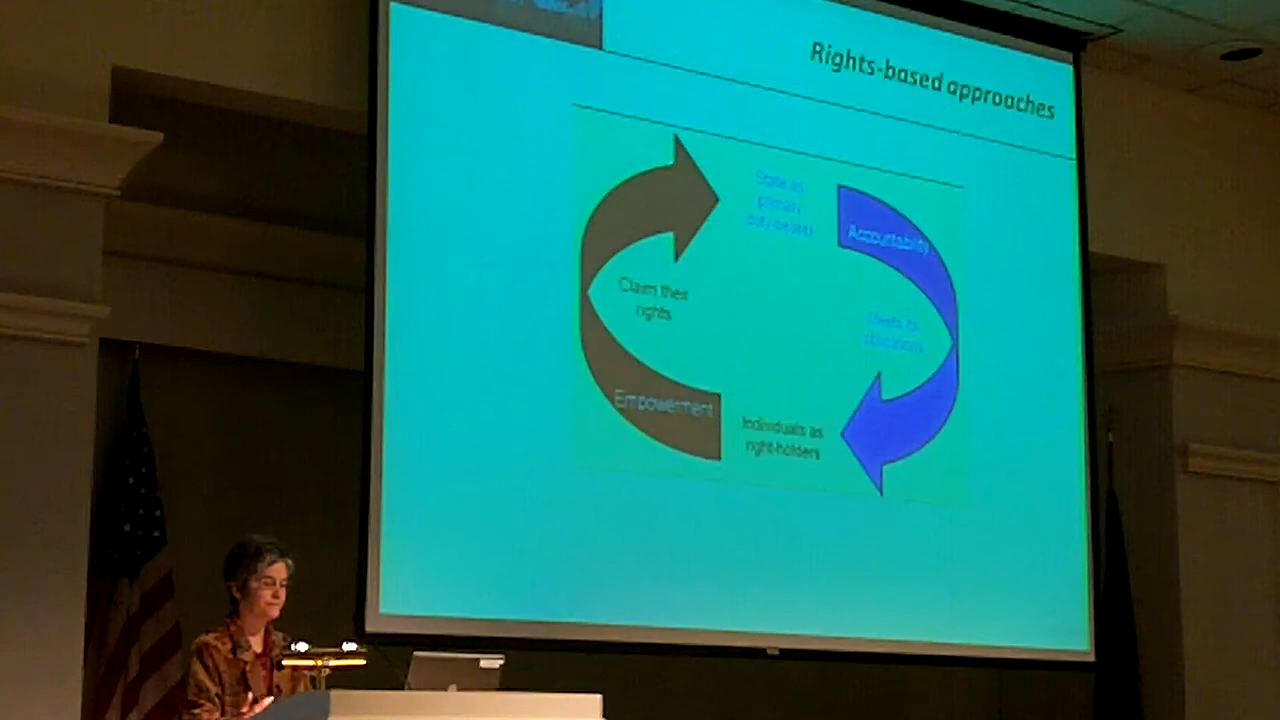 Rights-based approaches
State as
primary
duty-bearer
Accountability
Claim their
rights
Meets its
obligations
Empowerment
Individuals as
right-holders